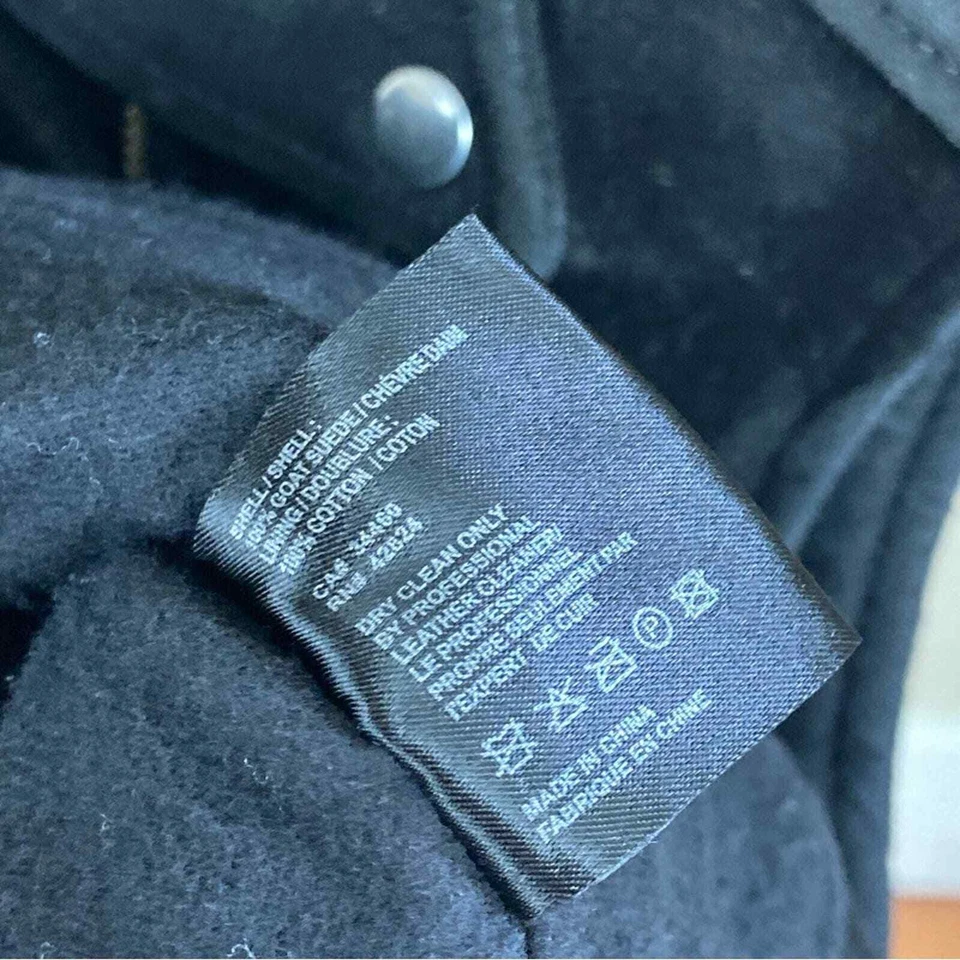 SHELL / SHELL:
100% GOAT SUEDE / CHEVRE DAIM
LINING / DOUBLURE:
100% COTTON / COTON
CA# 34460
RN#
DRY CLEAN ONLY
BY PROFESSIONAL
LEATHER CLEANER
LE PROFESSIONNEL
PROPRE SEULEMENT PAR
l'EXPERT DE CUIR
P
MADE IN CHINA
FABRIQUE EN CHINE